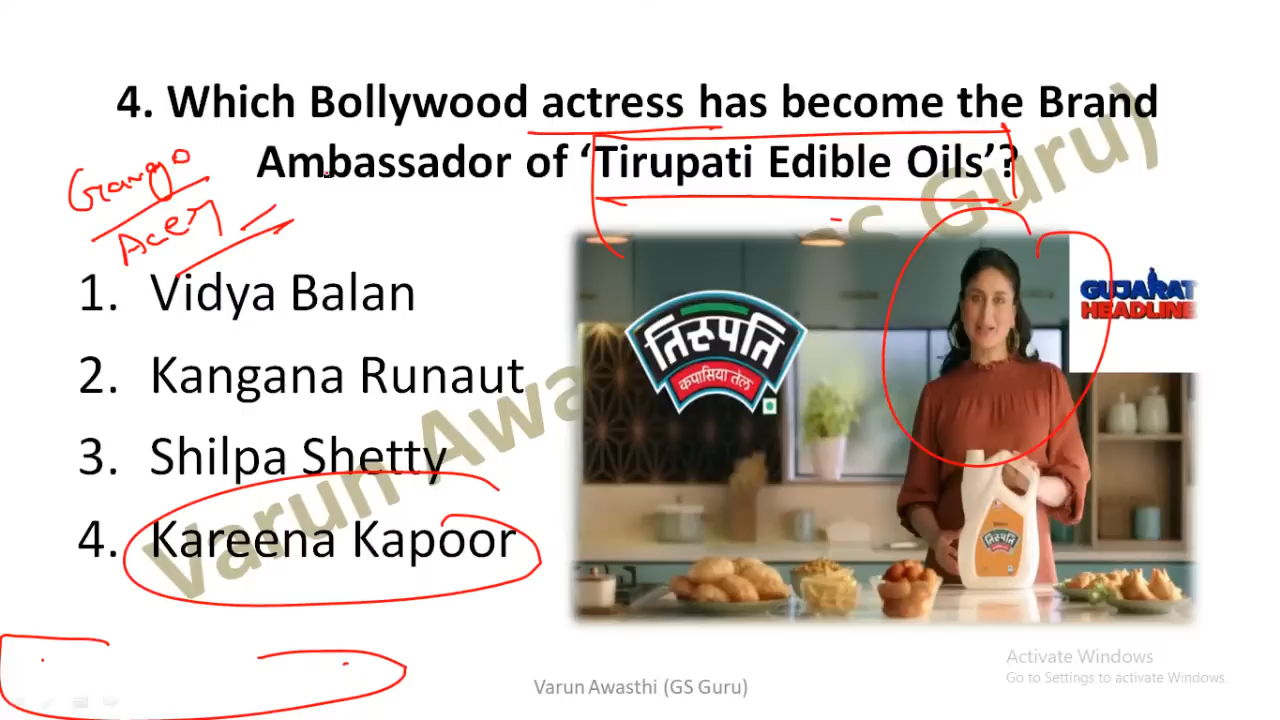 4. Which Bollywood actress has become the Brand
Ambassador of ‘Tirupati Edible Oils’?
Acer
1. Vidya Balan
2. Kangana Runaut
3. Shilpa Shetty
4. Kareena Kapoor
Varun Awasthi (GS Guru)
तिरुपति
कपासिया तेल
GUJARAT
HEADLINE
तिरुपति
Activate Windows
Go to Settings to activate Windows.
Varun Awasthi (GS Guru)